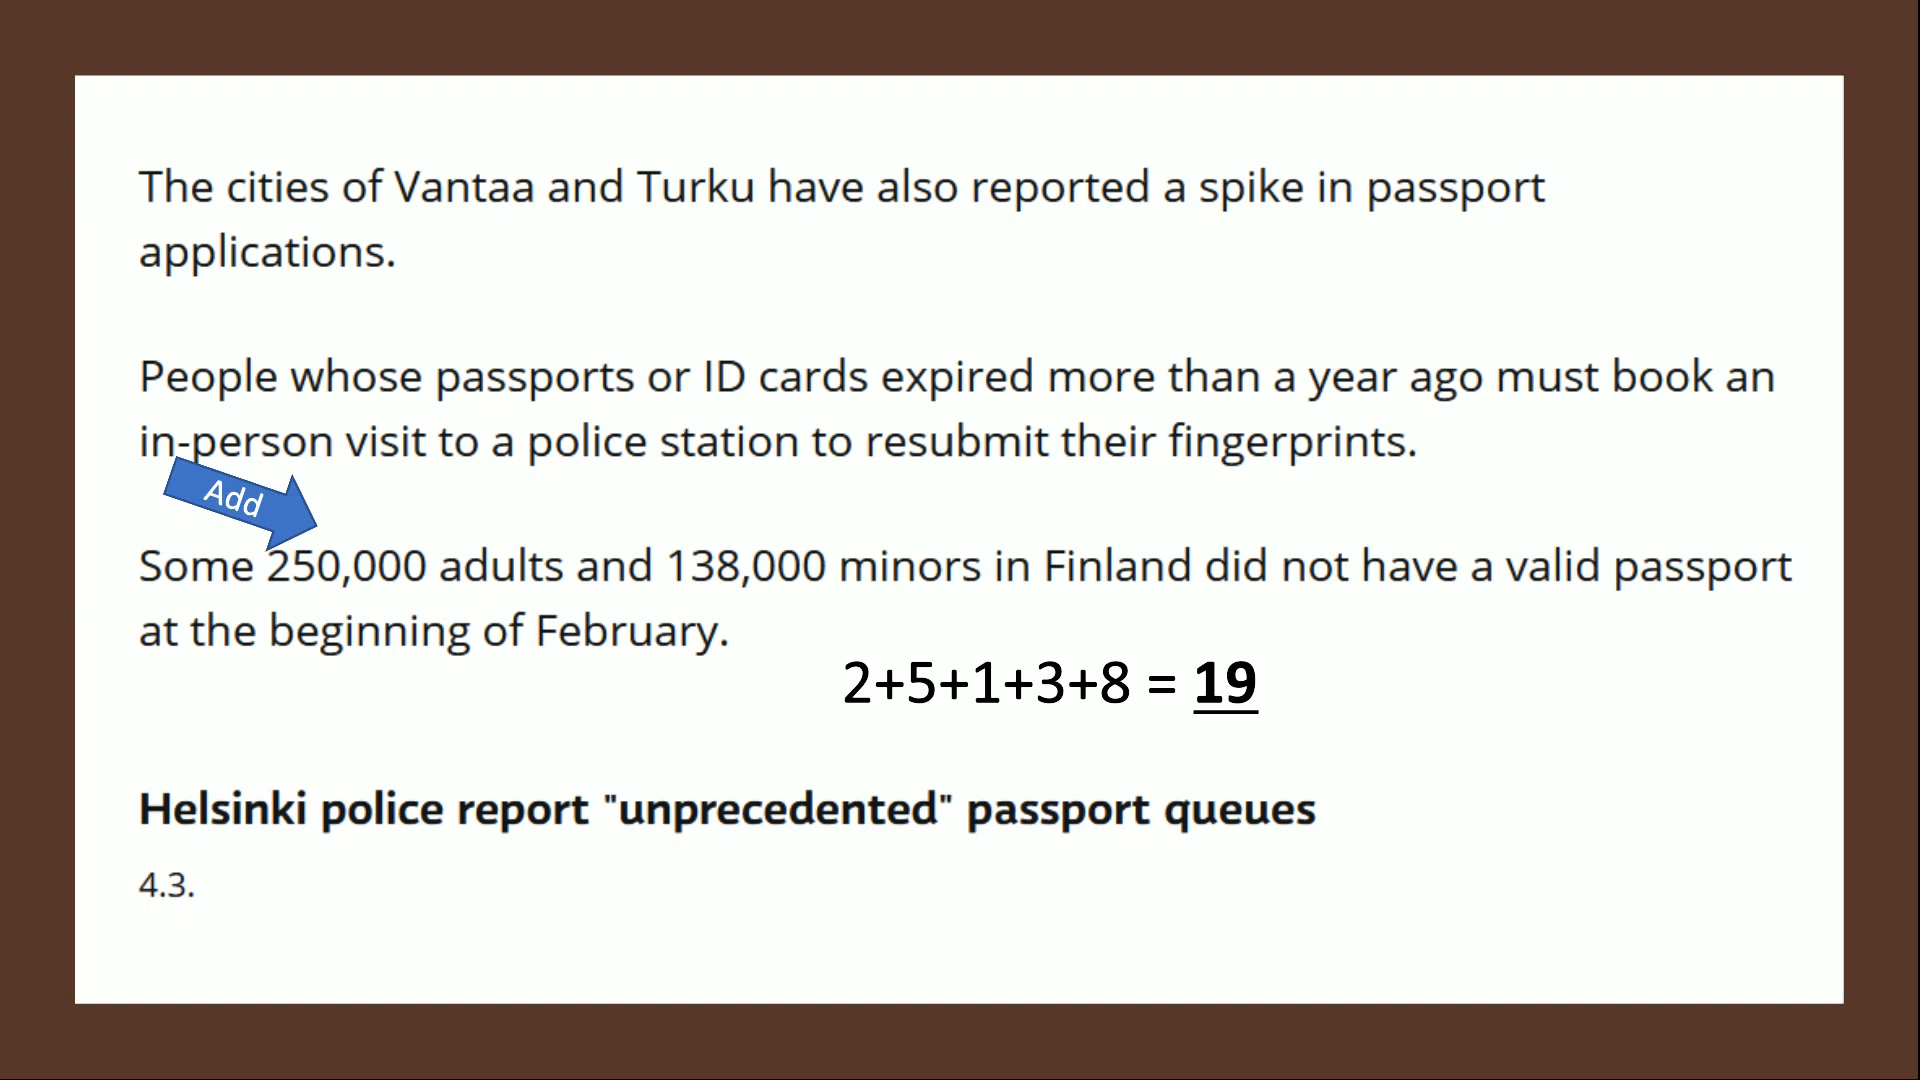 The cities of Vantaa and Turku have also reported a spike in passport
applications.
People whose passports or ID cards expired more than a year ago must book an
in-person visit to a police station to resubmit their fingerprints.
Add
Some 250,000 adults and 138,000 minors in Finland did not have a valid passport
at the beginning of February.
2+5+1+3+8 = 19
Helsinki police report "unprecedented" passport queues
4.3.